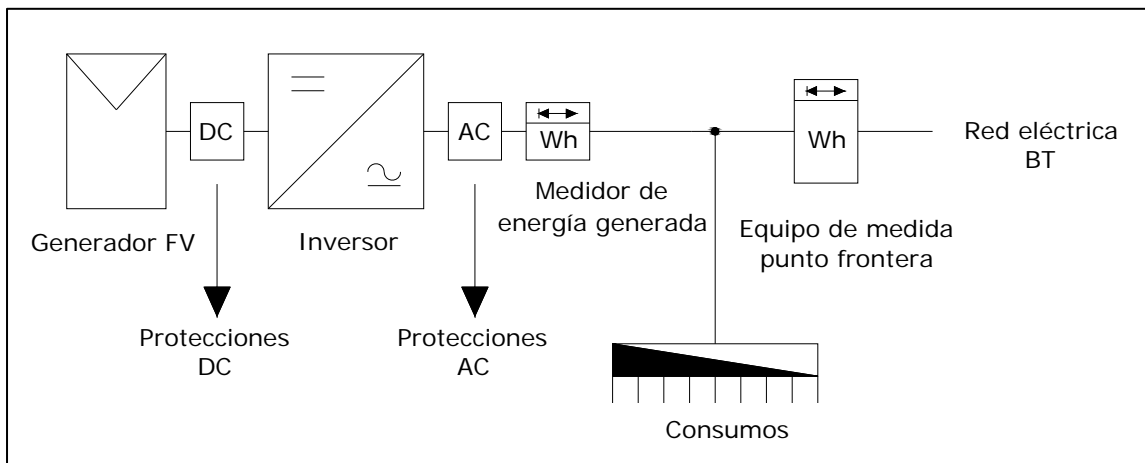 DC
AC
Wh
Wh
Red eléctrica
BT
Generador FV
Inversor
Medidor de
energía generada
Equipo de medida
punto frontera
Protecciones
DC
Protecciones
AC
Consumos